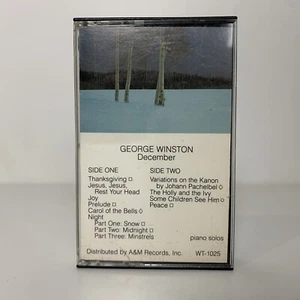 GEORGE WINSTON
December
SIDE ONE
Thanksgiving □
Jesus, Jesus,
Rest Your Head
Joy
Prelude □
Carol of the Bells ◊
Night
Part One: Snow □
Part Two: Midnight □
Part Three: Minstrels
SIDE TWO
Variations on the Kanon
by Johann Pachelbel ◊
The Holly and the Ivy
Some Children See Him □
Peace □
piano solos
Distributed by A&M Records, Inc.
WT-1025